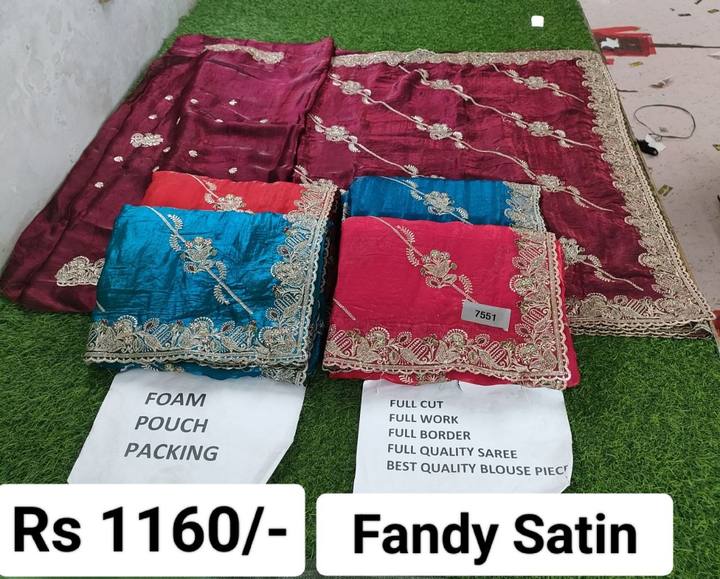 7551
FOAM
POUCH
PACKING
FULL CUT
FULL WORK
FULL BORDER
FULL QUALITY SAREE
BEST QUALITY BLOUSE PIECE
Rs 1160/-
Fandy Satin